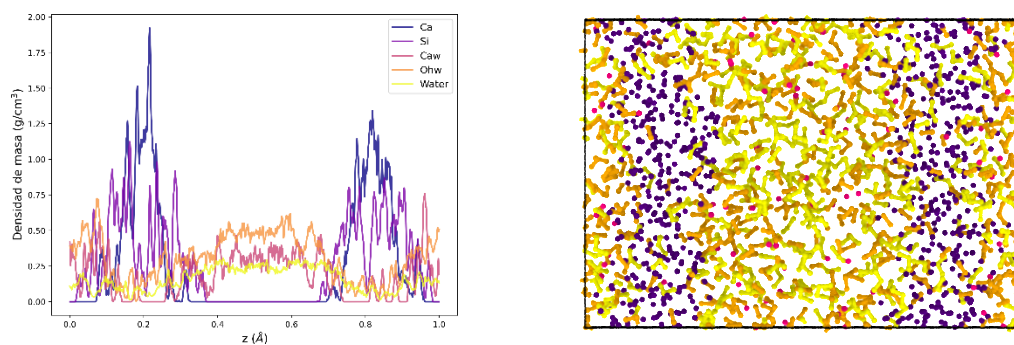 2.00
1.75
1.50
1.25
1.00
0.75
0.50
0.25
0.00
Densidad de masa (g/cm³)
Ca
Si
Caw
Ohw
Water
0.0 0.2 0.4 0.6 0.8 1.0
z (Å)